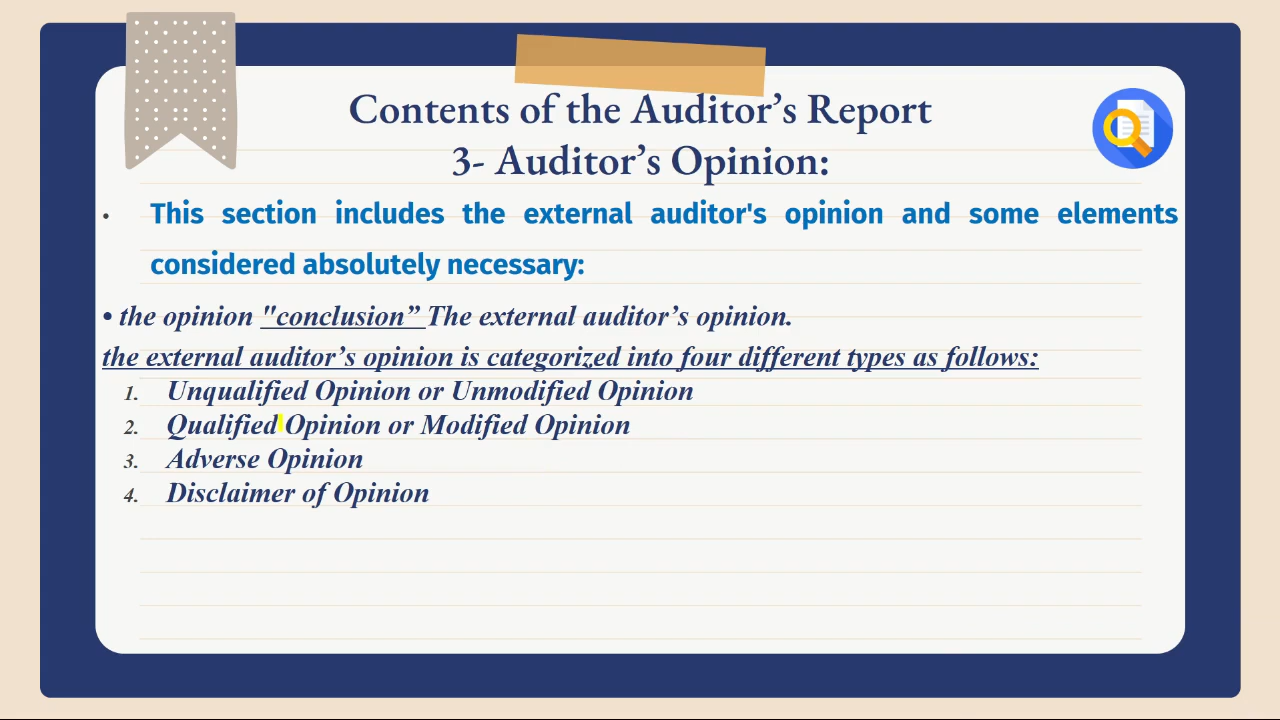 Contents of the Auditor’s Report
3- Auditor’s Opinion:
• This section includes the external auditor's opinion and some elements
considered absolutely necessary:
• the opinion "conclusion” The external auditor’s opinion.
the external auditor’s opinion is categorized into four different types as follows:
1. Unqualified Opinion or Unmodified Opinion
2. Qualified Opinion or Modified Opinion
3. Adverse Opinion
4. Disclaimer of Opinion